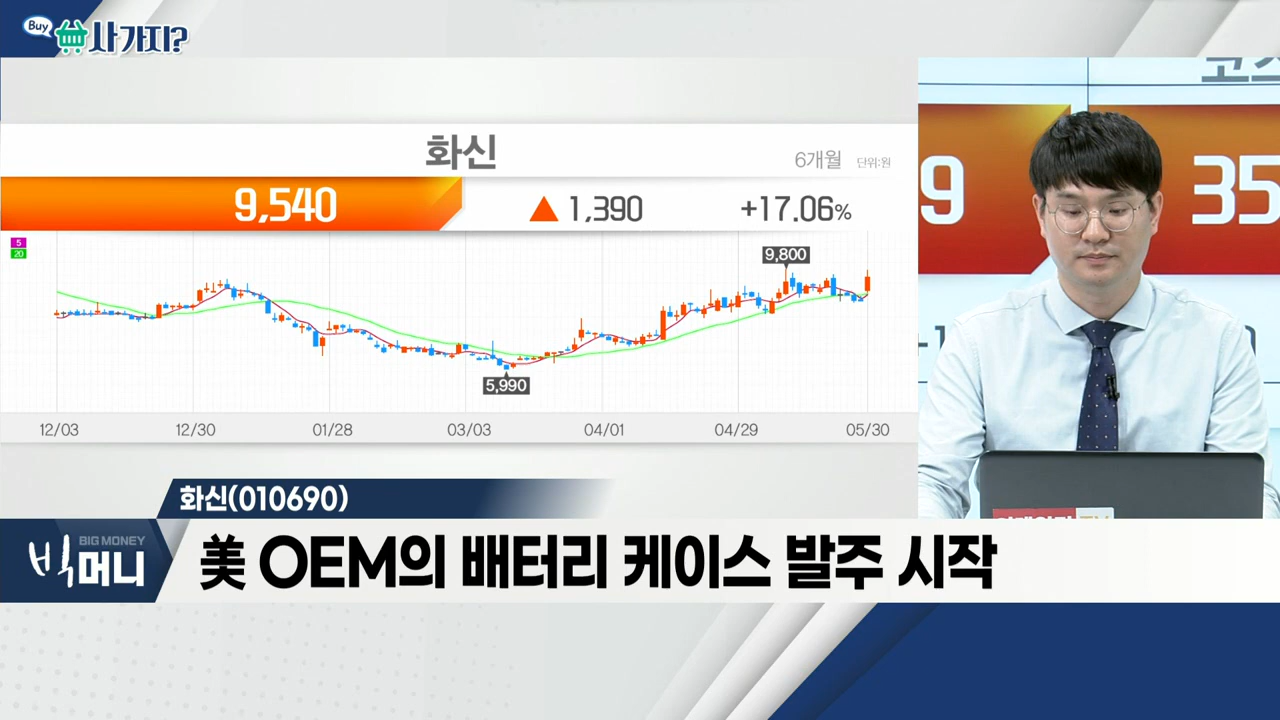 Buy
사가지?
화신
6개월 단위:원
9,540 ▲ 1,390 +17.06%
5
20
9,800
5,990
12/03 12/30 01/28 03/03 04/01 04/29 05/30
9
35
화신(010690)
BIG MONEY
빅머니
美 OEM의 배터리 케이스 발주 시작